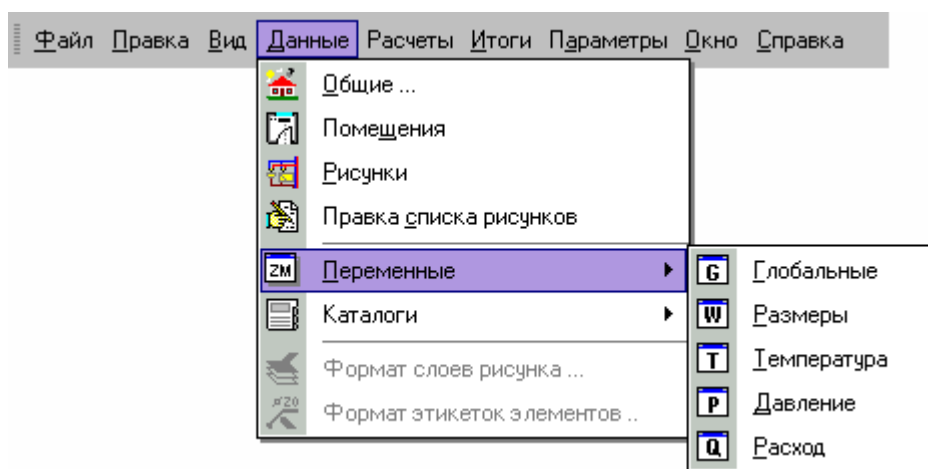 Файл Правка Вид Данные Расчеты Итоги Параметры Окно Справка
Общие ...
Помещения
Рисунки
Правка списка рисунков
ZM Переменные
G Глобальные
Каталоги
W Размеры
T Температура
Формат слоев рисунка ...
P Давление
Формат этикеток элементов ..
Q Расход